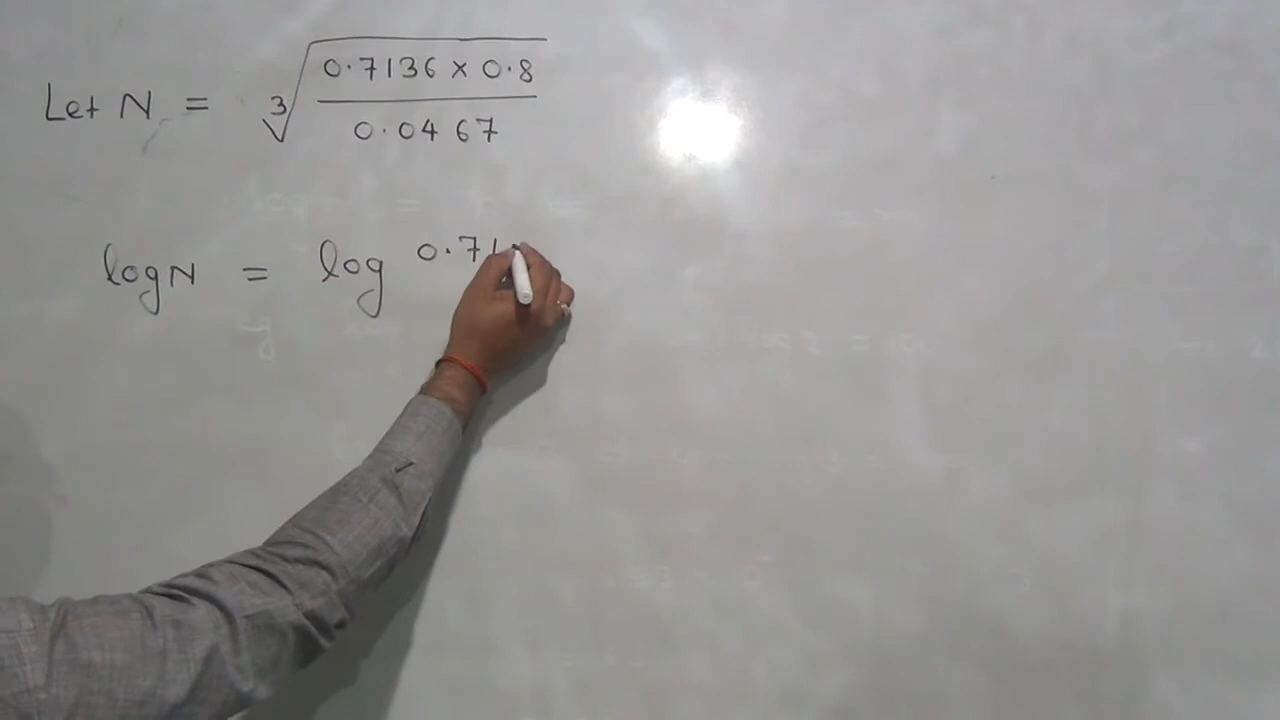 Let N = ∛(0.7136 × 0.8 / 0.0467)
log N = log 0.71